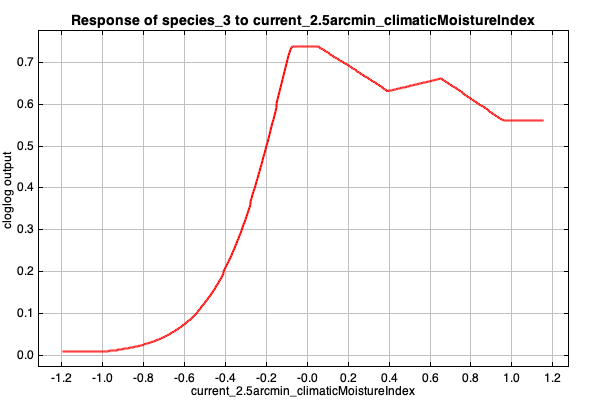 Response of species_3 to current_2.5arcmin_climaticMoistureIndex
cloglog output
0.7
0.6
0.5
0.4
0.3
0.2
0.1
0.0
-1.2 -1.0 -0.8 -0.6 -0.4 -0.2 -0.0 0.2 0.4 0.6 0.8 1.0 1.2
current_2.5arcmin_climaticMoistureIndex